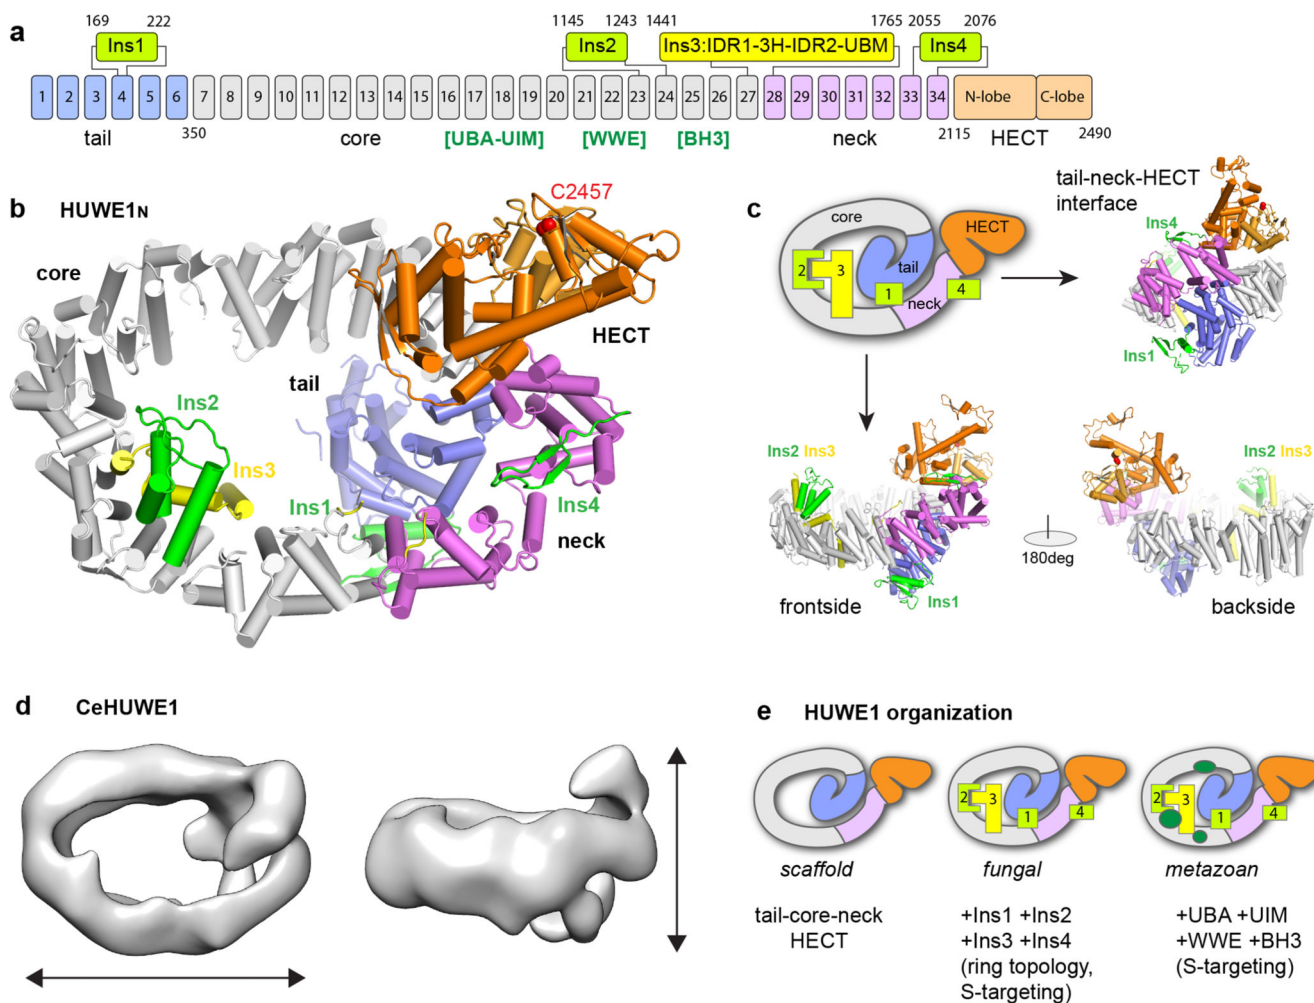 a
169 222 1145 1243 1441 1765 2055 2076
Ins1 Ins2 Ins3:IDR1-3H-IDR2-UBM Ins4
1 2 3 4 5 6 7 8 9 10 11 12 13 14 15 16 17 18 19 20 21 22 23 24 25 26 27 28 29 30 31 32 33 34 N-lobe C-lobe
tail 350 core [UBA-UIM] [WWE] [BH3] neck 2115 HECT 2490
b HUWE1N
C2457
core
HECT
tail
Ins2
Ins3
Ins1
Ins4
neck
c
core
HECT
2 3 tail
1 4
neck
tail-neck-HECT
interface
Ins4
Ins1
Ins2 Ins3
Ins1
frontside
180deg
Ins2 Ins3
backside
d CeHUWE1
e HUWE1 organization
2 3 1 4
2 3 1 4
scaffold fungal metazoan
tail-core-neck +Ins1 +Ins2 +UBA +UIM
HECT +Ins3 +Ins4 +WWE +BH3
(ring topology, (S-targeting)
S-targeting)